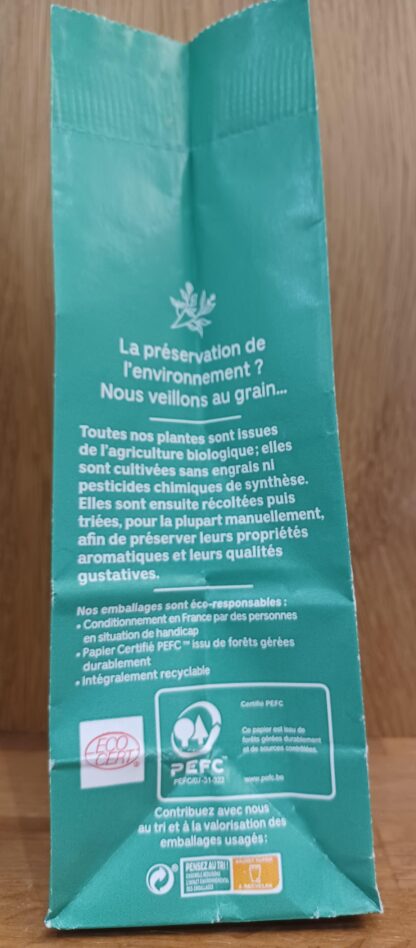 La préservation de
l'environnement ?
Nous veillons au grain...
Toutes nos plantes sont issues
de l'agriculture biologique; elles
sont cultivées sans engrais ni
pesticides chimiques de synthèse.
Elles sont ensuite récoltées puis
triées, pour la plupart manuellement,
afin de préserver leurs propriétés
aromatiques et leurs qualités
gustatives.
Nos emballages sont éco-responsables :
• Conditionnement en France par des personnes
en situation de handicap
• Papier Certifié PEFC™ issu de forêts gérées
durablement
• Intégralement recyclable
ECO
CERT
PEFC
Certifié PEFC
Ce papier est issu de
forêts gérées durablement
et de sources contrôlées.
www.pefc.be
Contribuez avec nous
au tri et à la valorisation des
emballages usagés:
PENSEZ AU TRI !
À RECYCLER